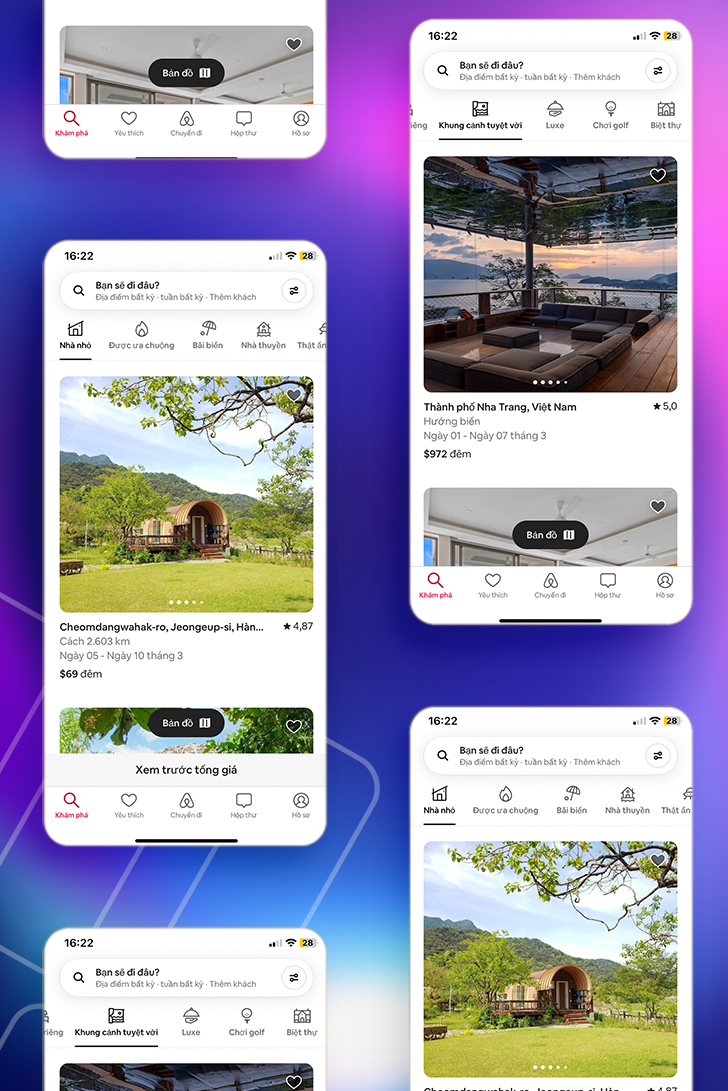 Bản đồ
Khám phá
Yêu thích
Chuyến đi
Hộp thư
Hồ sơ
16:22
28
Bạn sẽ đi đâu?
Địa điểm bất kỳ · tuần bất kỳ · Thêm khách
riêng
Khung cảnh tuyệt vời
Luxe
Chơi golf
Biệt thự
Thành phố Nha Trang, Việt Nam
5,0
Hướng biển
Ngày 01 - Ngày 07 tháng 3
$972 đêm
Bản đồ
Khám phá
Yêu thích
Chuyến đi
Hộp thư
Hồ sơ
16:22
28
Bạn sẽ đi đâu?
Địa điểm bất kỳ · tuần bất kỳ · Thêm khách
Nhà nhỏ
Được ưa chuộng
Bãi biển
Nhà thuyền
Thật ấn
Cheomdangwahak-ro, Jeongeup-si, Hàn...
4,87
Cách 2.603 km
Ngày 05 - Ngày 10 tháng 3
$69 đêm
Bản đồ
Xem trước tổng giá
Khám phá
Yêu thích
Chuyến đi
Hộp thư
Hồ sơ
16:22
28
Bạn sẽ đi đâu?
Địa điểm bất kỳ · tuần bất kỳ · Thêm khách
Nhà nhỏ
Được ưa chuộng
Bãi biển
Nhà thuyền
Thật ấn
Cheomdangwahak-ro, Jeongeup-si, Hàn...
4,87
16:22
28
Bạn sẽ đi đâu?
Địa điểm bất kỳ · tuần bất kỳ · Thêm khách
riêng
Khung cảnh tuyệt vời
Luxe
Chơi golf
Biệt thự